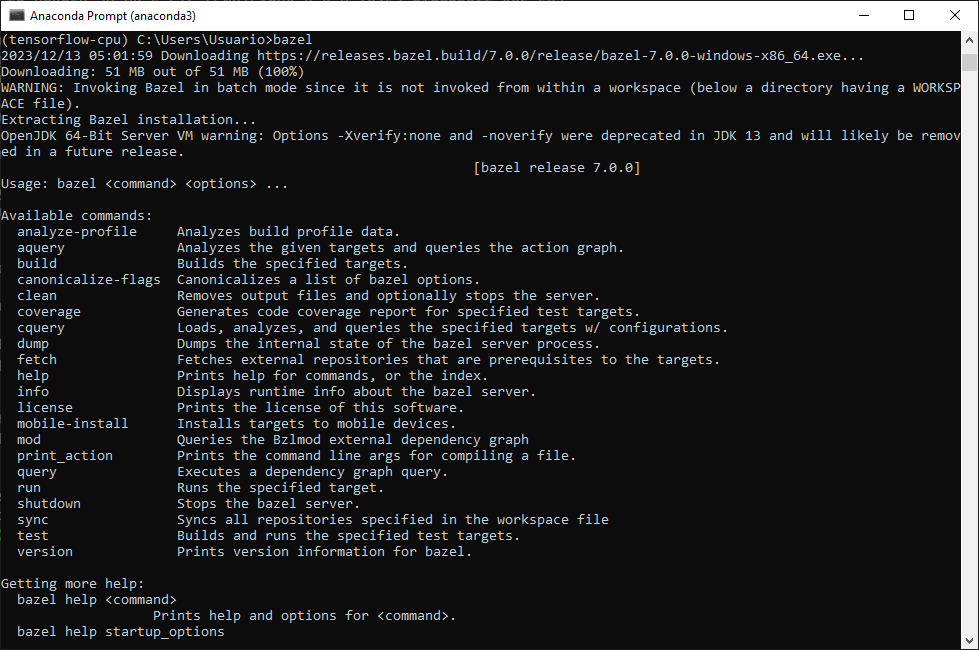 Anaconda Prompt (anaconda3)
(tensorflow-cpu) C:\Users\Usuario>bazel
2023/12/13 05:01:59 Downloading https://releases.bazel.build/7.0.0/release/bazel-7.0.0-windows-x86_64.exe...
Downloading: 51 MB out of 51 MB (100%)
WARNING: Invoking Bazel in batch mode since it is not invoked from within a workspace (below a directory having a WORKSP
ACE file).
Extracting Bazel installation...
OpenJDK 64-Bit Server VM warning: Options -Xverify:none and -noverify were deprecated in JDK 13 and will likely be remov
ed in a future release.
[bazel release 7.0.0]
Usage: bazel <command> <options> ...
Available commands:
analyze-profile     Analyzes build profile data.
aquery              Analyzes the given targets and queries the action graph.
build               Builds the specified targets.
canonicalize-flags  Canonicalizes a list of bazel options.
clean               Removes output files and optionally stops the server.
coverage            Generates code coverage report for specified test targets.
cquery              Loads, analyzes, and queries the specified targets w/ configurations.
dump                Dumps the internal state of the bazel server process.
fetch               Fetches external repositories that are prerequisites to the targets.
help                Prints help for commands, or the index.
info                Displays runtime info about the bazel server.
license             Prints the license of this software.
mobile-install      Installs targets to mobile devices.
mod                 Queries the Bzlmod external dependency graph
print_action        Prints the command line args for compiling a file.
query               Executes a dependency graph query.
run                 Runs the specified target.
shutdown            Stops the bazel server.
sync                Syncs all repositories specified in the workspace file
test                Builds and runs the specified test targets.
version             Prints version information for bazel.
Getting more help:
bazel help <command>
Prints help and options for <command>.
bazel help startup_options